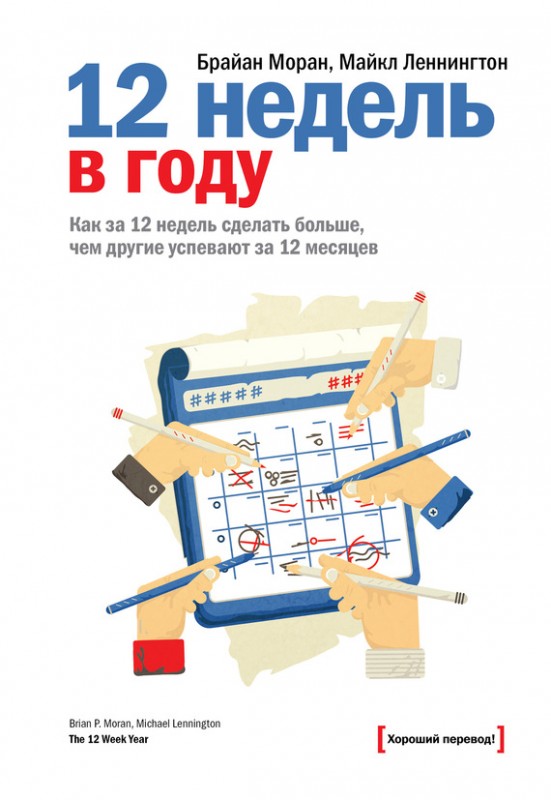 Брайан Моран, Майкл Леннингтон
12 недель
в году
Как за 12 недель сделать больше,
чем другие успевают за 12 месяцев
#####
###
Brian P. Moran, Michael Lennington
The 12 Week Year
[Хороший перевод!]